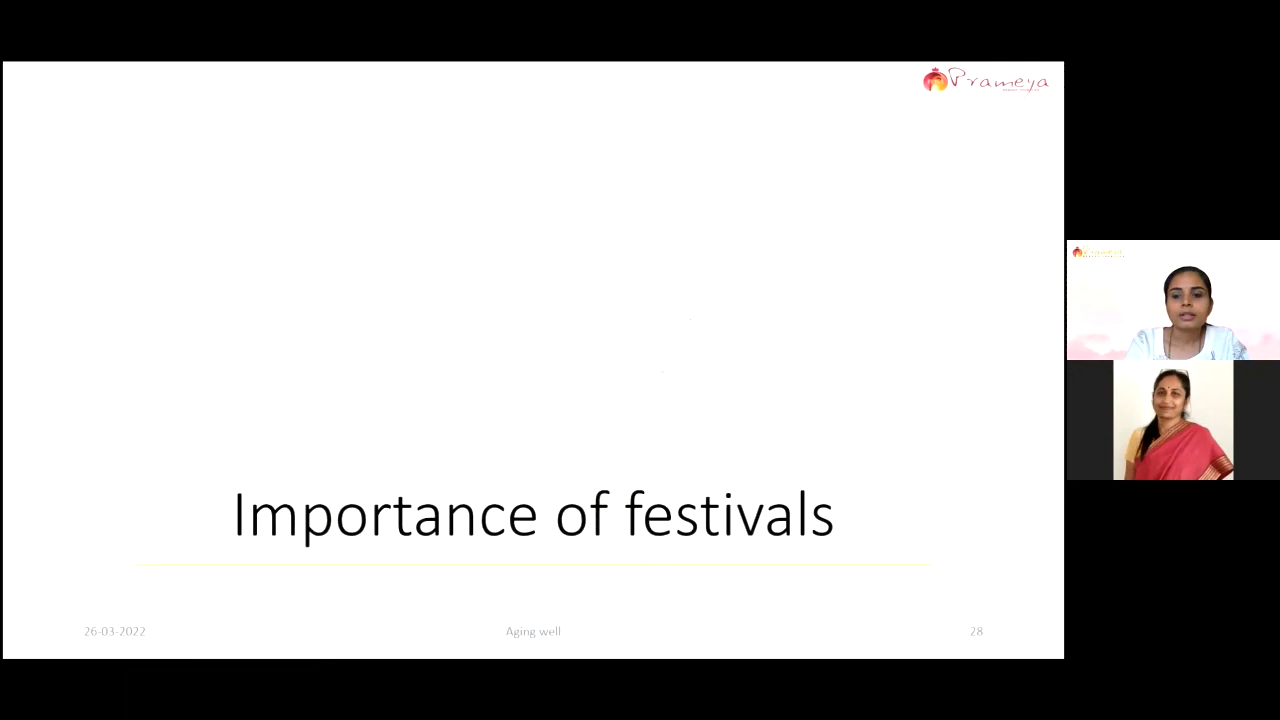 Prameya
Importance of festivals
26-03-2022
Aging well
28